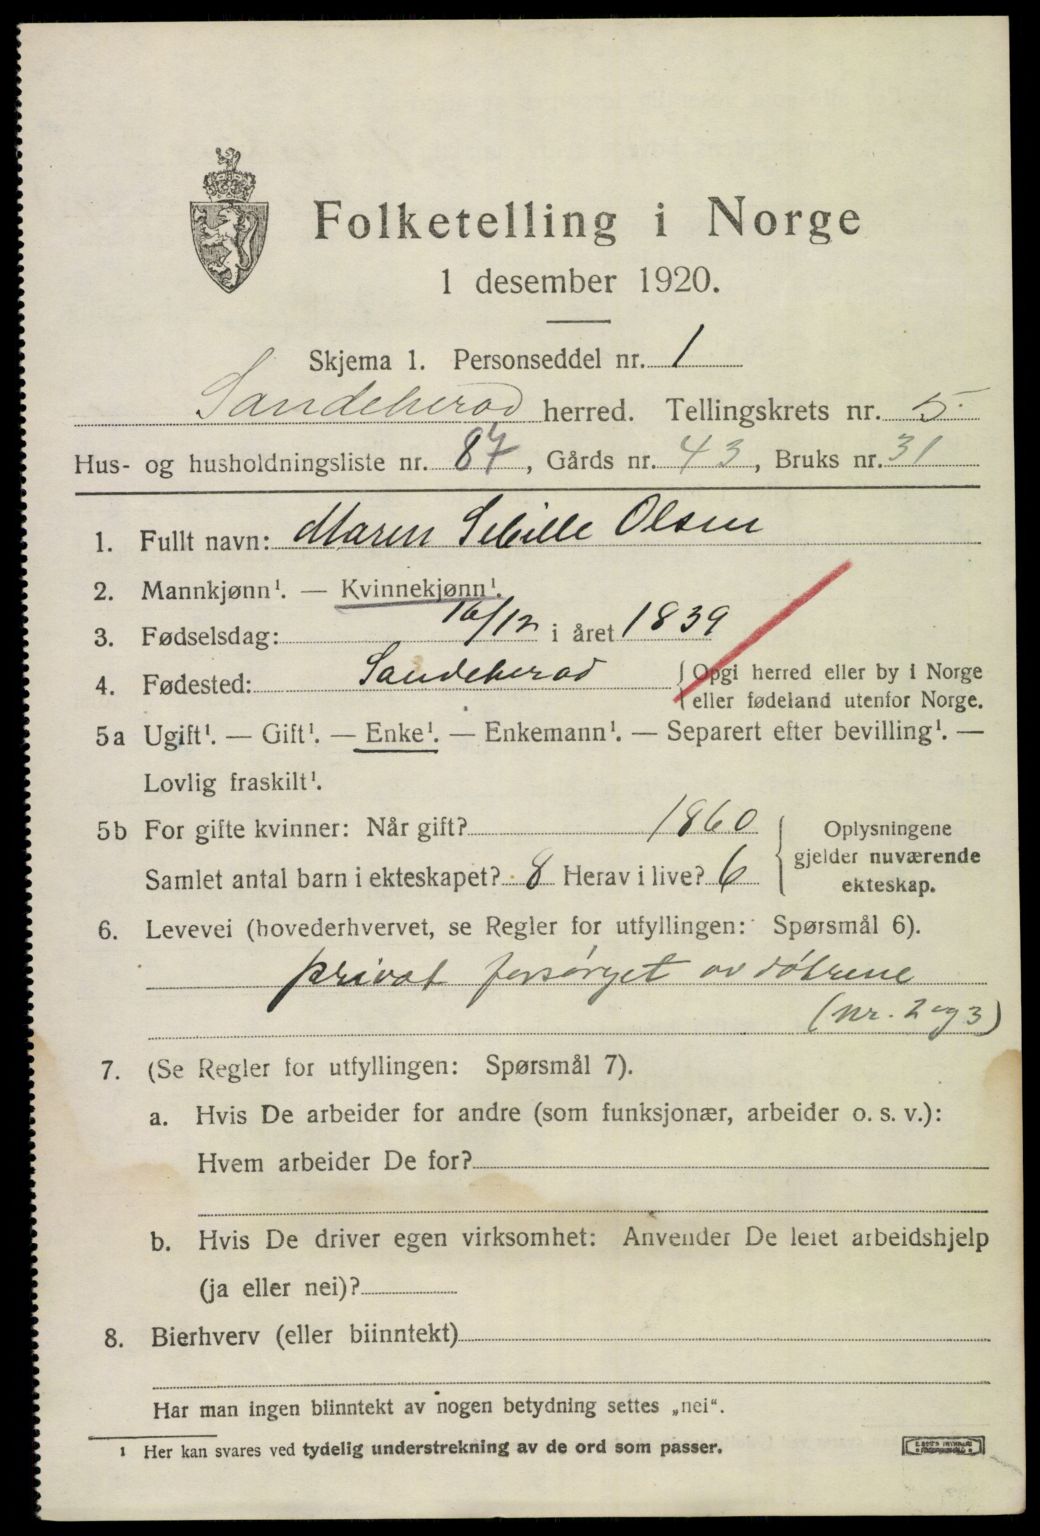 Folketelling i Norge
1 desember 1920.
Skjema 1. Personseddel nr. 1
Sandeherad herred. Tellingskrets nr. 5.
Hus- og husholdningsliste nr. 87, Gårds nr. 43, Bruks nr. 31
1. Fullt navn: Maren Sibille Olsen
2. Mannkjønn¹. — Kvinnekjønn¹.
3. Fødselsdag: 16/12 i året 1839
4. Fødested: Sandeherad { Opgi herred eller by i Norge
eller fødeland utenfor Norge.
5a Ugift¹. — Gift¹. — Enke¹. — Enkemann¹. — Separert efter bevilling¹. —
Lovlig fraskilt¹.
5b For gifte kvinner: Når gift? 1860
Samlet antal barn i ekteskapet? 8 Herav i live? 6
Oplysningene
gjelder nuværende
ekteskap.
6. Levevei (hovederhvervet, se Regler for utfyllingen: Spørsmål 6).
privat forsørget av døtrene
(nr. 2 og 3)
7. (Se Regler for utfyllingen: Spørsmål 7).
a. Hvis De arbeider for andre (som funksjonær, arbeider o. s. v.):
Hvem arbeider De for?
b. Hvis De driver egen virksomhet: Anvender De leiet arbeidshjelp
(ja eller nei)?
8. Bierhverv (eller biinntekt)
Har man ingen biinntekt av nogen betydning settes „nei“.
¹ Her kan svares ved tydelig understrekning av de ord som passer.